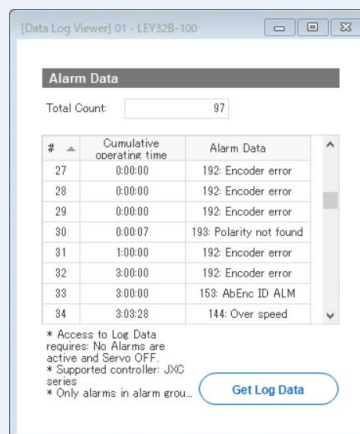 [Data Log Viewer] 01 - LEY32B-100
Alarm Data
Total Count: 97
# Cumulative operating time Alarm Data
27 0:00:00 192: Encoder error
28 0:00:00 192: Encoder error
29 0:00:00 192: Encoder error
30 0:00:07 193: Polarity not found
31 1:00:00 192: Encoder error
32 3:00:00 192: Encoder error
33 3:00:00 153: AbEnc ID ALM
34 3:03:28 144: Over speed
* Access to Log Data
requires: No Alarms are
active and Servo OFF.
* Supported controller: JXC
series
* Only alarms in alarm grou...
Get Log Data